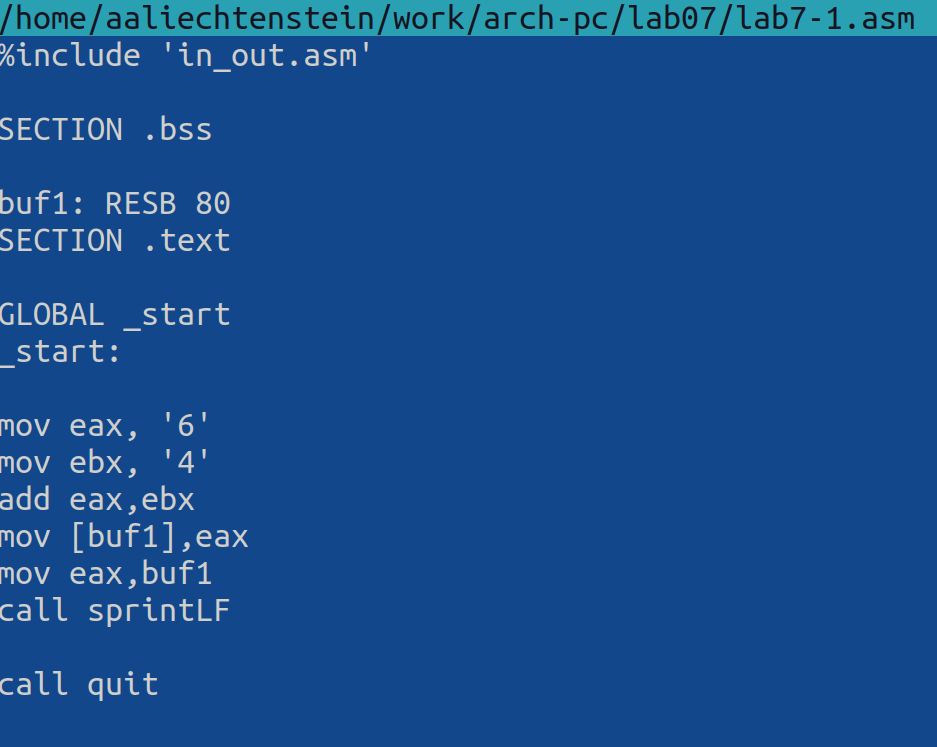 /home/aaliechtenstein/work/arch-pc/lab07/lab7-1.asm
%include 'in_out.asm'
SECTION .bss
buf1: RESB 80
SECTION .text
GLOBAL _start
_start:
mov eax, '6'
mov ebx, '4'
add eax,ebx
mov [buf1],eax
mov eax,buf1
call sprintLF
call quit